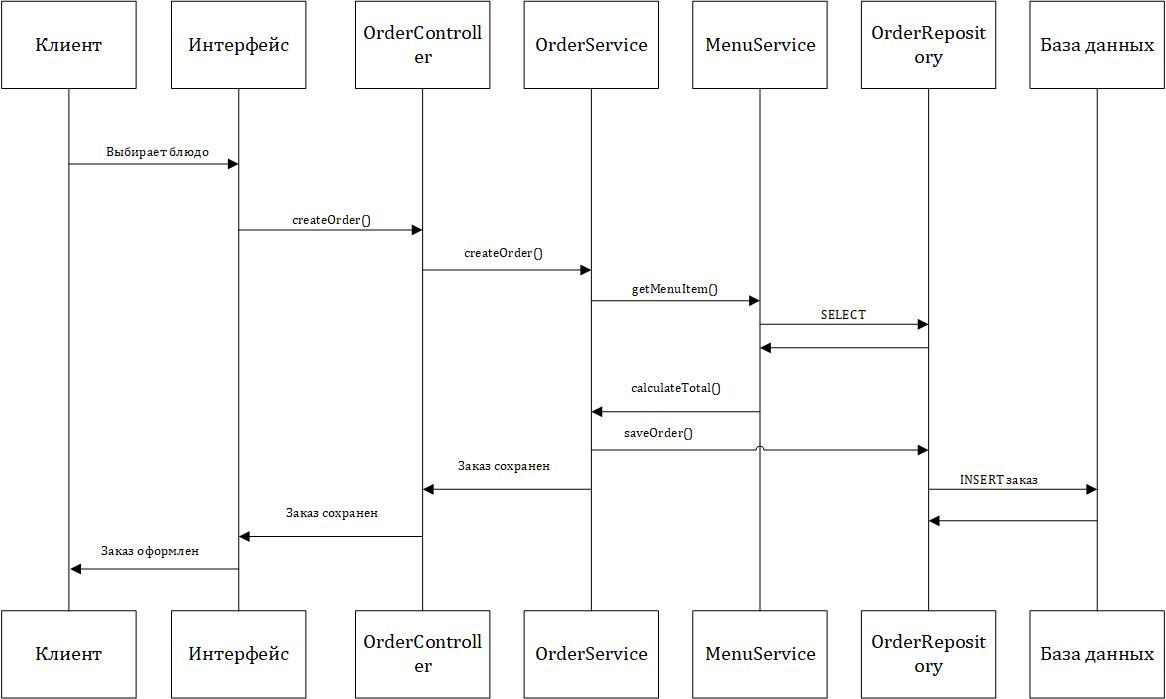 Клиент
Интерфейс
OrderControll
er
OrderService
MenuService
OrderReposit
ory
База данных
Выбирает блюдо
createOrder()
createOrder()
getMenuItem()
SELECT
calculateTotal()
saveOrder()
Заказ сохранен
INSERT заказ
Заказ сохранен
Заказ оформлен
Клиент
Интерфейс
OrderControll
er
OrderService
MenuService
OrderReposit
ory
База данных